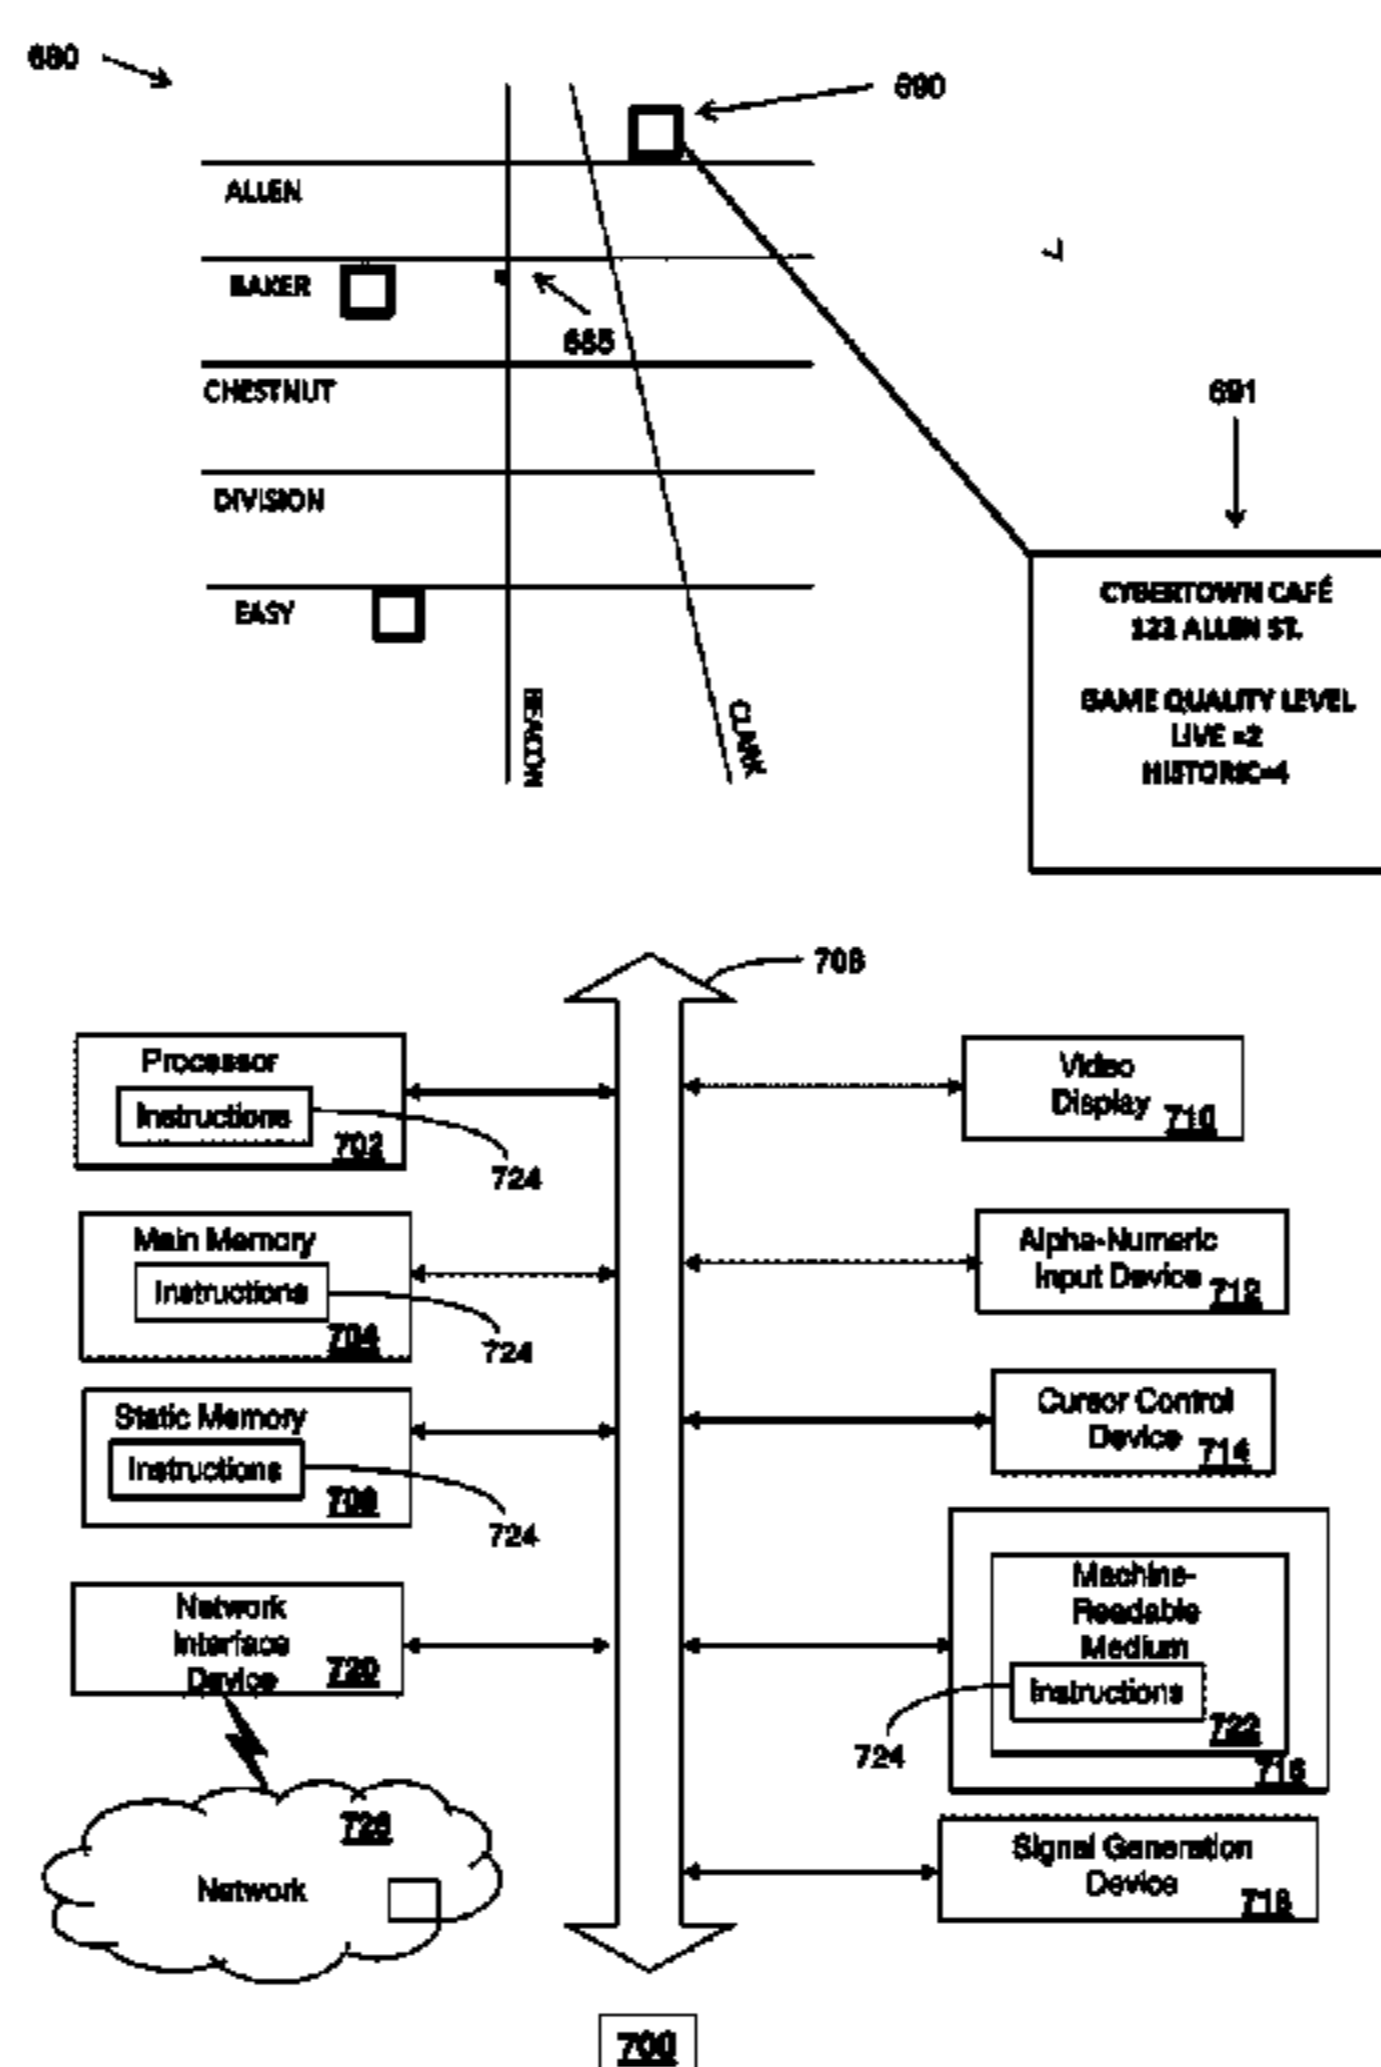 680
690
ALLEN
BAKER
685
CHESTNUT
691
DIVISION
EASY
CYBERTOWN CAFÉ
122 ALLEN ST.
GAME QUALITY LEVEL
LIVE =2
HISTORIC=4
BEACON
CLARK
708
Processor
Instructions
702
724
Video
Display
710
Main Memory
Instructions
704
724
Alpha-Numeric
Input Device
712
Static Memory
Instructions
724
Cursor Control
Device
714
Network
Interface
Device
720
Machine-
Readable
Medium
Instructions
722
724
716
726
Network
Signal Generation
Device
718
700